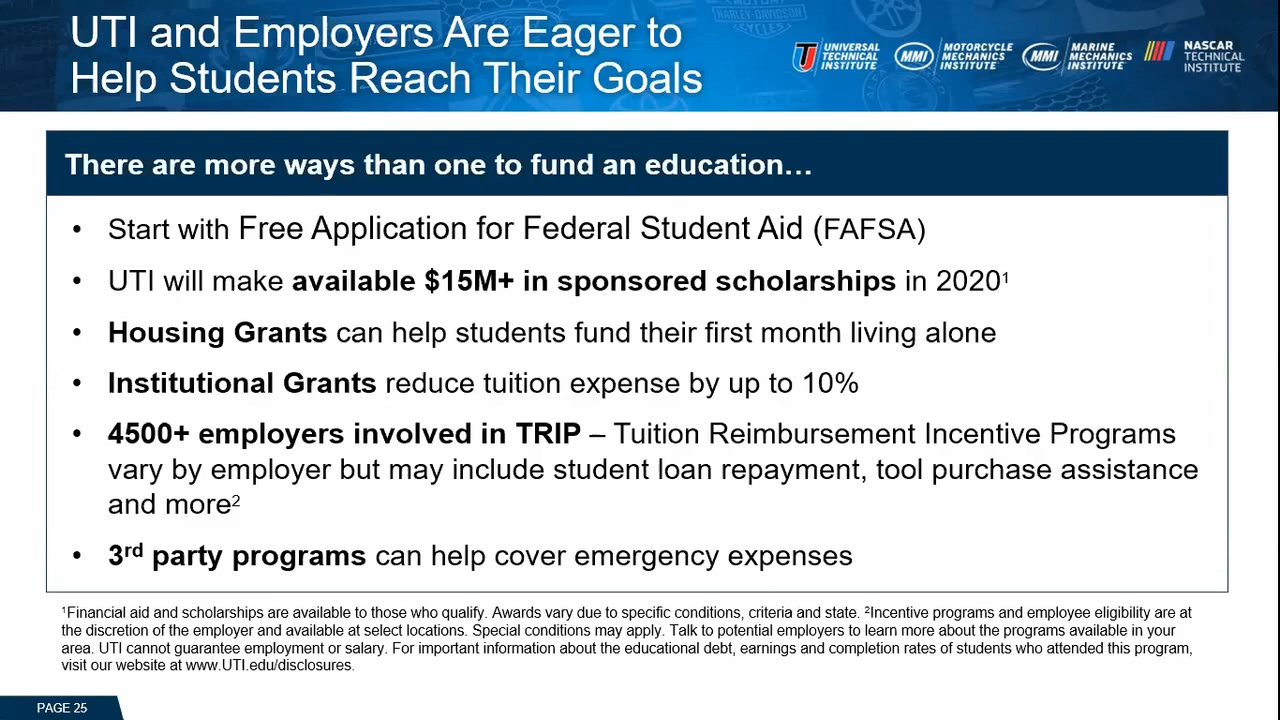 UTI and Employers Are Eager to
Help Students Reach Their Goals
UNIVERSAL
TECHNICAL
INSTITUTE
MMI
MOTORCYCLE
MECHANICS
INSTITUTE
MMI
MARINE
MECHANICS
INSTITUTE
NASCAR
TECHNICAL
INSTITUTE
HARLEY-DAVIDSON
CYCLES
There are more ways than one to fund an education…
• Start with Free Application for Federal Student Aid (FAFSA)
• UTI will make available $15M+ in sponsored scholarships in 2020¹
• Housing Grants can help students fund their first month living alone
• Institutional Grants reduce tuition expense by up to 10%
• 4500+ employers involved in TRIP – Tuition Reimbursement Incentive Programs
vary by employer but may include student loan repayment, tool purchase assistance
and more²
• 3rd party programs can help cover emergency expenses
¹Financial aid and scholarships are available to those who qualify. Awards vary due to specific conditions, criteria and state. ²Incentive programs and employee eligibility are at
the discretion of the employer and available at select locations. Special conditions may apply. Talk to potential employers to learn more about the programs available in your
area. UTI cannot guarantee employment or salary. For important information about the educational debt, earnings and completion rates of students who attended this program,
visit our website at www.UTI.edu/disclosures.
PAGE 25